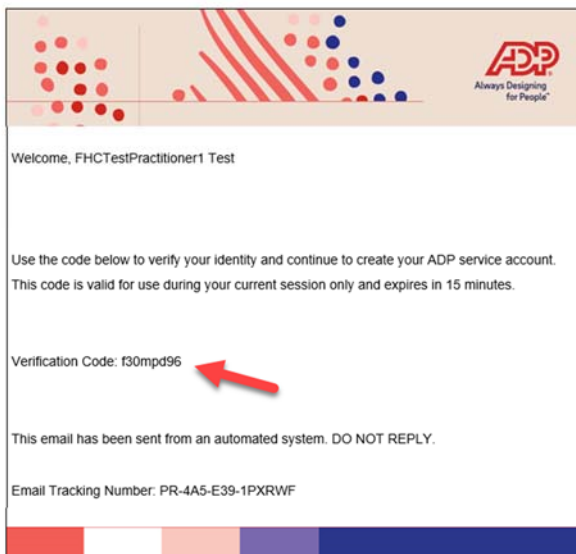 ADP
Always Designing
for People™
Welcome, FHCTestPractitioner1 Test
Use the code below to verify your identity and continue to create your ADP service account.
This code is valid for use during your current session only and expires in 15 minutes.
Verification Code: f30mpd96
This email has been sent from an automated system. DO NOT REPLY.
Email Tracking Number: PR-4A5-E39-1PXRWF